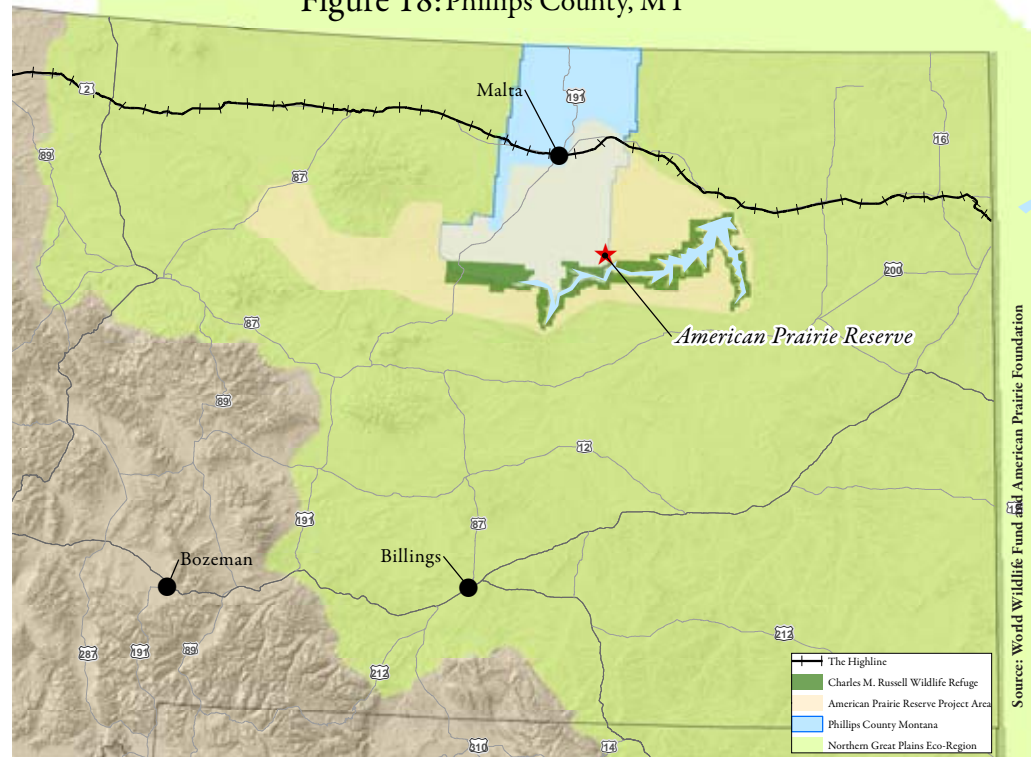 Figure 18: Phillips County, MT
Malta
191
2
16
89
87
200
87
American Prairie Reserve
89
12
191
87
Billings
Bozeman
212
287
191
89
212
310
14
The Highline
Charles M. Russell Wildlife Refuge
American Prairie Reserve Project Area
Phillips County Montana
Northern Great Plains Eco-Region
Source: World Wildlife Fund and American Prairie Foundation